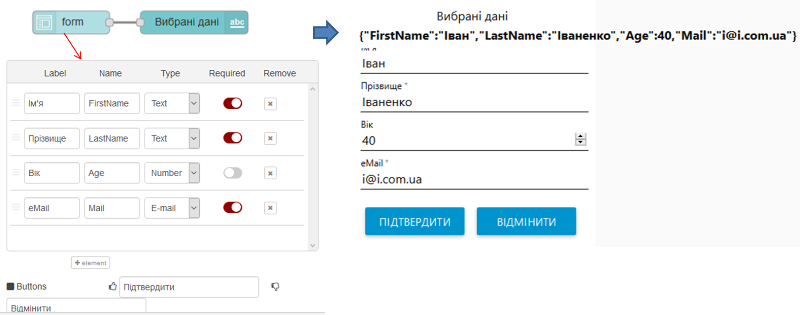 form
Вибрані дані
abc
Label Name Type Required Remove
Ім'я FirstName Text
Прізвище LastName Text
Вік Age Number
eMail Mail E-mail
+ element
Buttons Підтвердити
Відмінити
Вибрані дані
{"FirstName":"Іван","LastName":"Іваненко","Age":40,"Mail":"i@i.com.ua"}
Ім'я *
Іван
Прізвище *
Іваненко
Вік
40
eMail *
i@i.com.ua
ПІДТВЕРДИТИ ВІДМІНИТИ